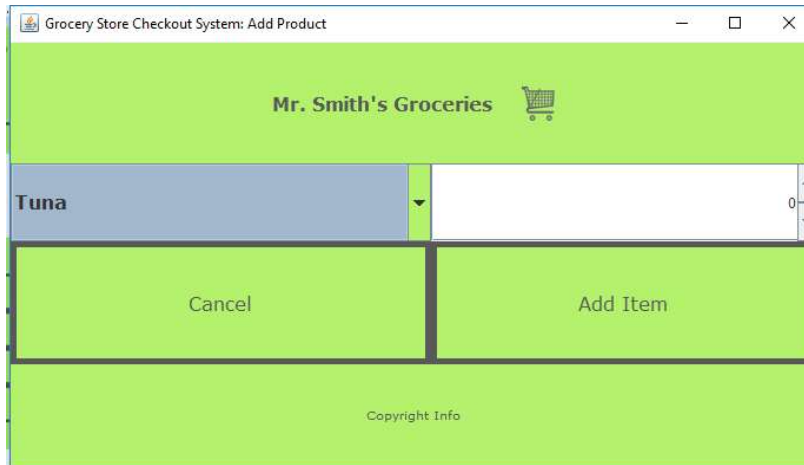 Grocery Store Checkout System: Add Product
Mr. Smith's Groceries
Tuna
0
Cancel
Add Item
Copyright Info